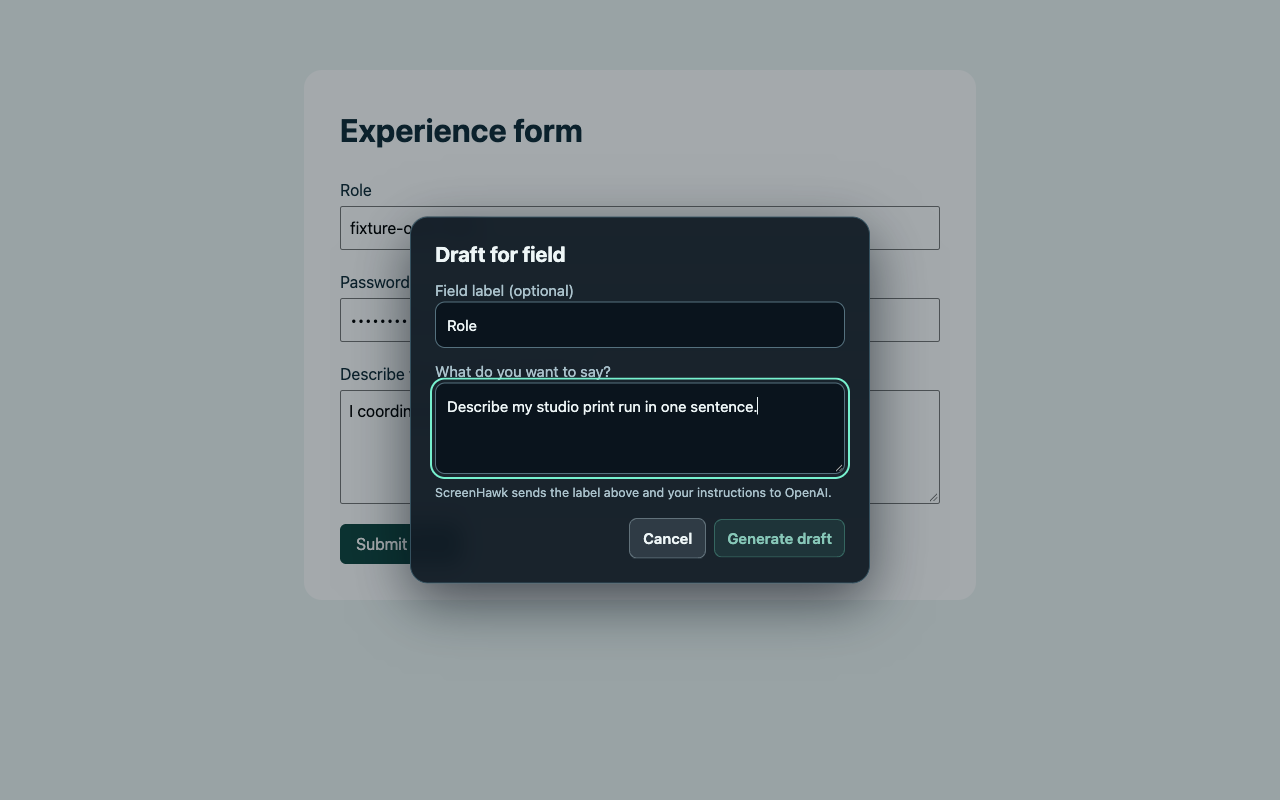 Experience form
Role
fixture-o
Password
Describe
I coordin
Submit
Draft for field
Field label (optional)
Role
What do you want to say?
Describe my studio print run in one sentence.
ScreenHawk sends the label above and your instructions to OpenAI.
Cancel
Generate draft